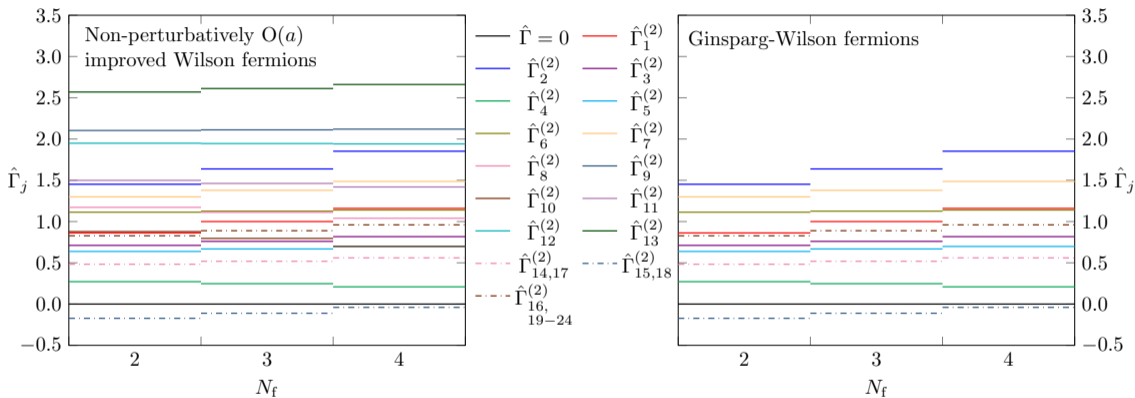 Non-perturbatively O(a)
improved Wilson fermions
3.5
3.0
2.5
2.0
1.5
1.0
0.5
0.0
−0.5
Γ̂_j
2 3 4
N_f
Γ̂ = 0
Γ̂_1^(2)
Γ̂_2^(2)
Γ̂_3^(2)
Γ̂_4^(2)
Γ̂_5^(2)
Γ̂_6^(2)
Γ̂_7^(2)
Γ̂_8^(2)
Γ̂_9^(2)
Γ̂_10^(2)
Γ̂_11^(2)
Γ̂_12^(2)
Γ̂_13^(2)
Γ̂_14,17^(2)
Γ̂_15,18^(2)
Γ̂_16,^(2)
19−24
Ginsparg-Wilson fermions
3.5
3.0
2.5
2.0
1.5
1.0
0.5
0.0
−0.5
Γ̂_j
2 3 4
N_f